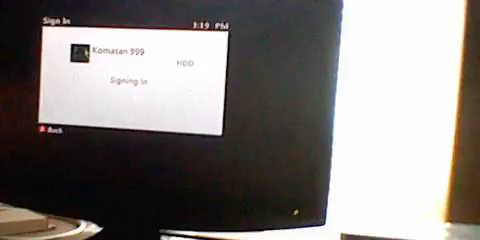 Sign In
3:19 PM
Komasan 999
HDD
Signing In
B Back